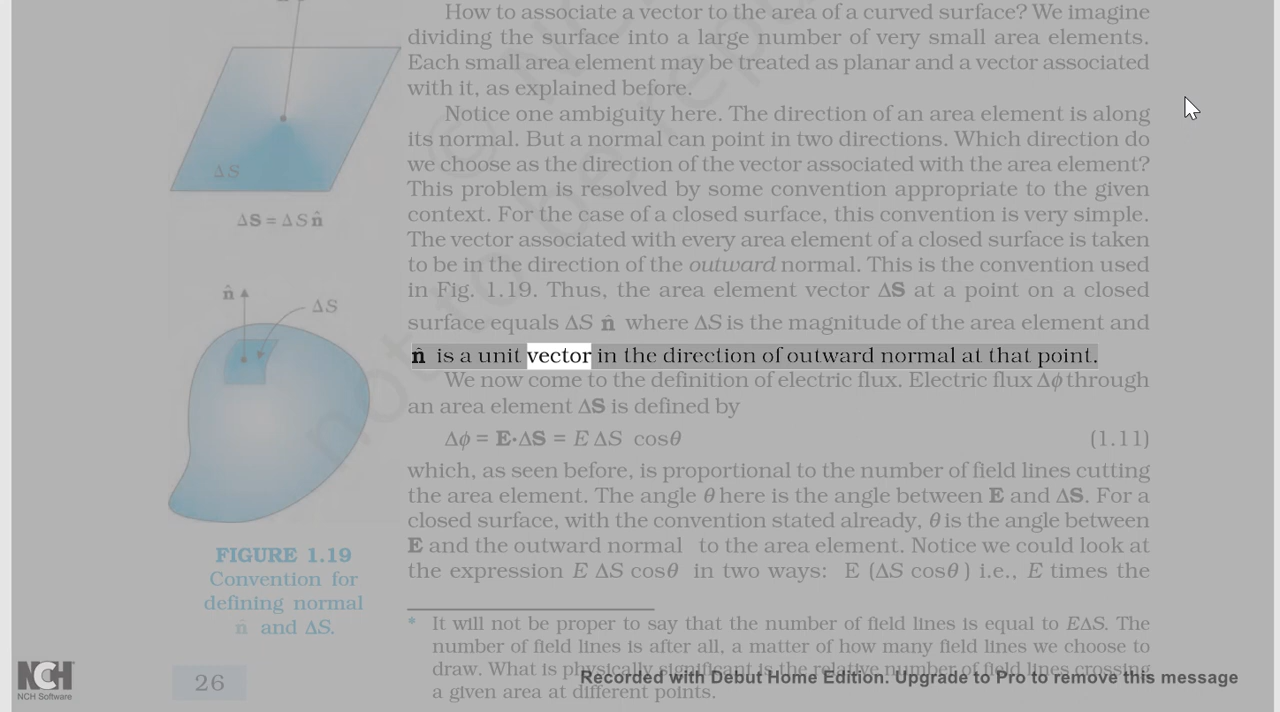 How to associate a vector to the area of a curved surface? We imagine
dividing the surface into a large number of very small area elements.
Each small area element may be treated as planar and a vector associated
with it, as explained before.
Notice one ambiguity here. The direction of an area element is along
its normal. But a normal can point in two directions. Which direction do
we choose as the direction of the vector associated with the area element?
This problem is resolved by some convention appropriate to the given
context. For the case of a closed surface, this convention is very simple.
The vector associated with every area element of a closed surface is taken
to be in the direction of the outward normal. This is the convention used
in Fig. 1.19. Thus, the area element vector ΔS at a point on a closed
surface equals ΔS n̂ where ΔS is the magnitude of the area element and
n̂ is a unit vector in the direction of outward normal at that point.
We now come to the definition of electric flux. Electric flux Δϕ through
an area element ΔS is defined by
Δϕ = E·ΔS = E ΔS cosθ (1.11)
which, as seen before, is proportional to the number of field lines cutting
the area element. The angle θ here is the angle between E and ΔS. For a
closed surface, with the convention stated already, θ is the angle between
E and the outward normal to the area element. Notice we could look at
the expression E ΔS cosθ in two ways: E (ΔS cosθ ) i.e., E times the
* It will not be proper to say that the number of field lines is equal to EΔS. The
number of field lines is after all, a matter of how many field lines we choose to
draw. What is physically significant is the relative number of field lines crossing
a given area at different points.
ΔS
ΔS = ΔS n̂
n̂
ΔS
FIGURE 1.19
Convention for
defining normal
n̂ and ΔS.
26
NCH
NCH Software
Recorded with Debut Home Edition. Upgrade to Pro to remove this message